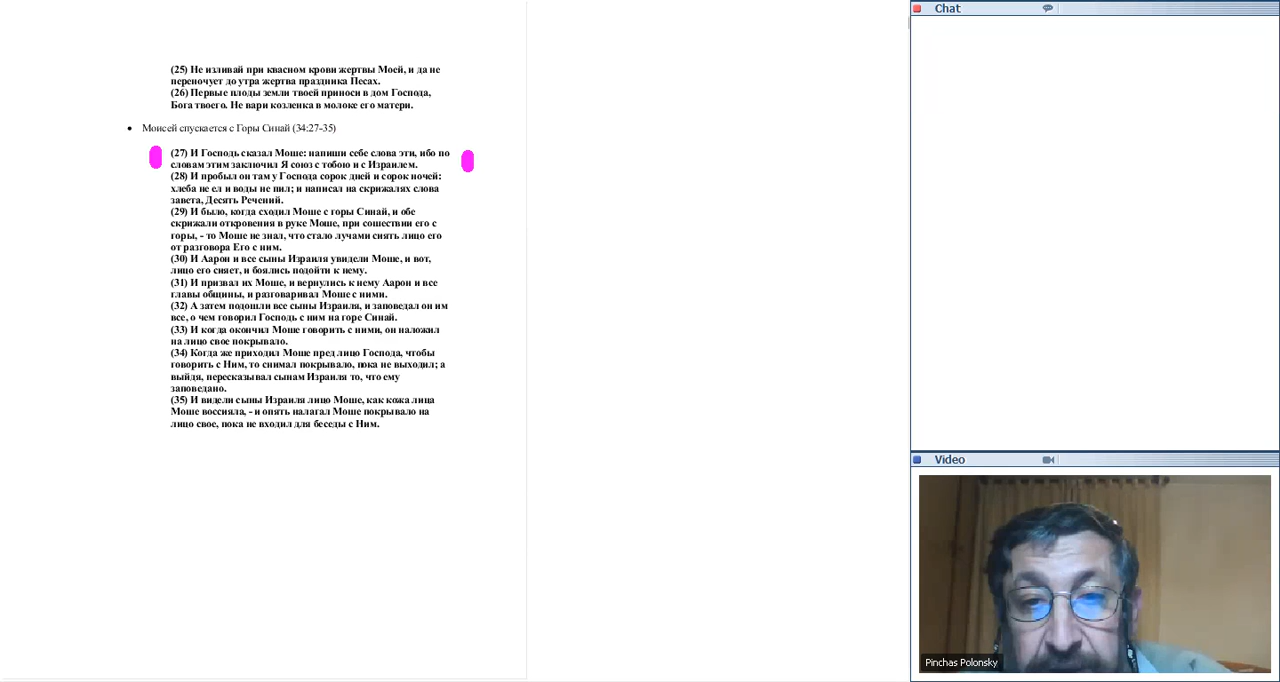 (25) Не изливай при квасном крови жертвы Моей, и да не
переночует до утра жертва праздника Песах.
(26) Первые плоды земли твоей приноси в дом Господа,
Бога твоего. Не вари козленка в молоке его матери.
• Моисей спускается с Горы Синай (34:27-35)
(27) И Господь сказал Моше: напиши себе слова эти, ибо по
словам этим заключил Я союз с тобою и с Израилем.
(28) И пробыл он там у Господа сорок дней и сорок ночей:
хлеба не ел и воды не пил; и написал на скрижалях слова
завета, Десять Речений.
(29) И было, когда сходил Моше с горы Синай, и обе
скрижали откровения в руке Моше, при сошествии его с
горы, - то Моше не знал, что стало лучами сиять лицо его
от разговора Его с ним.
(30) И Аарон и все сыны Израиля увидели Моше, и вот,
лицо его сияет, и боялись подойти к нему.
(31) И призвал их Моше, и вернулись к нему Аарон и все
главы общины, и разговаривал Моше с ними.
(32) А затем подошли все сыны Израиля, и заповедал он им
все, о чем говорил Господь с ним на горе Синай.
(33) И когда окончил Моше говорить с ними, он наложил
на лицо свое покрывало.
(34) Когда же приходил Моше пред лицо Господа, чтобы
говорить с Ним, то снимал покрывало, пока не выходил; а
выйдя, пересказывал сынам Израиля то, что ему
заповедано.
(35) И видели сыны Израиля лицо Моше, как кожа лица
Моше воссияла, - и опять налагал Моше покрывало на
лицо свое, пока не входил для беседы с Ним.
Chat
Video
Pinchas Polonsky